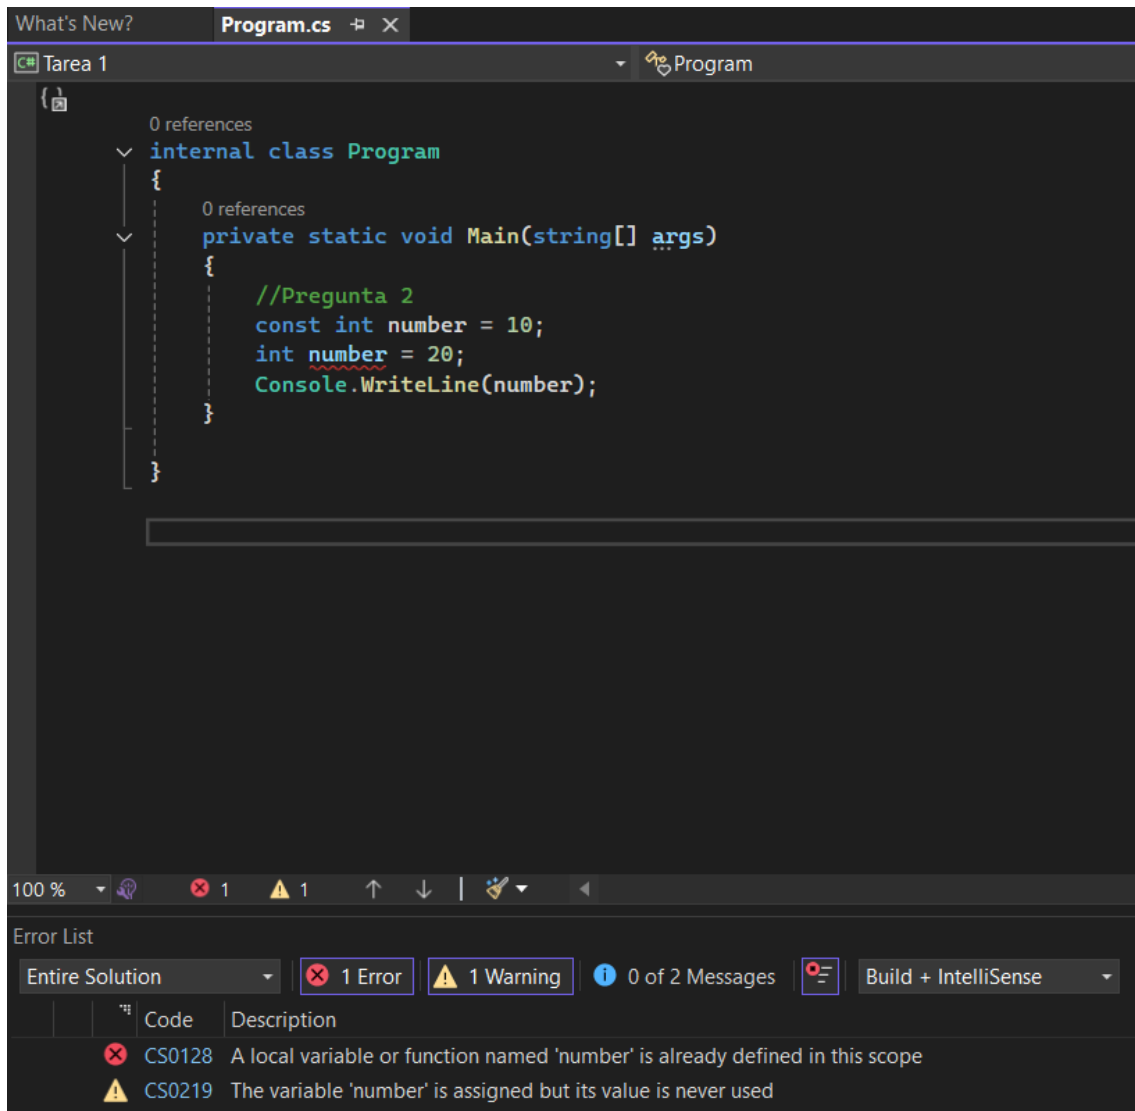 What's New?
Program.cs
C# Tarea 1
Program
0 references
internal class Program
{
0 references
private static void Main(string[] args)
{
//Pregunta 2
const int number = 10;
int number = 20;
Console.WriteLine(number);
}
}
100 %
1
1
Error List
Entire Solution
1 Error
1 Warning
0 of 2 Messages
Build + IntelliSense
Code Description
CS0128 A local variable or function named 'number' is already defined in this scope
CS0219 The variable 'number' is assigned but its value is never used